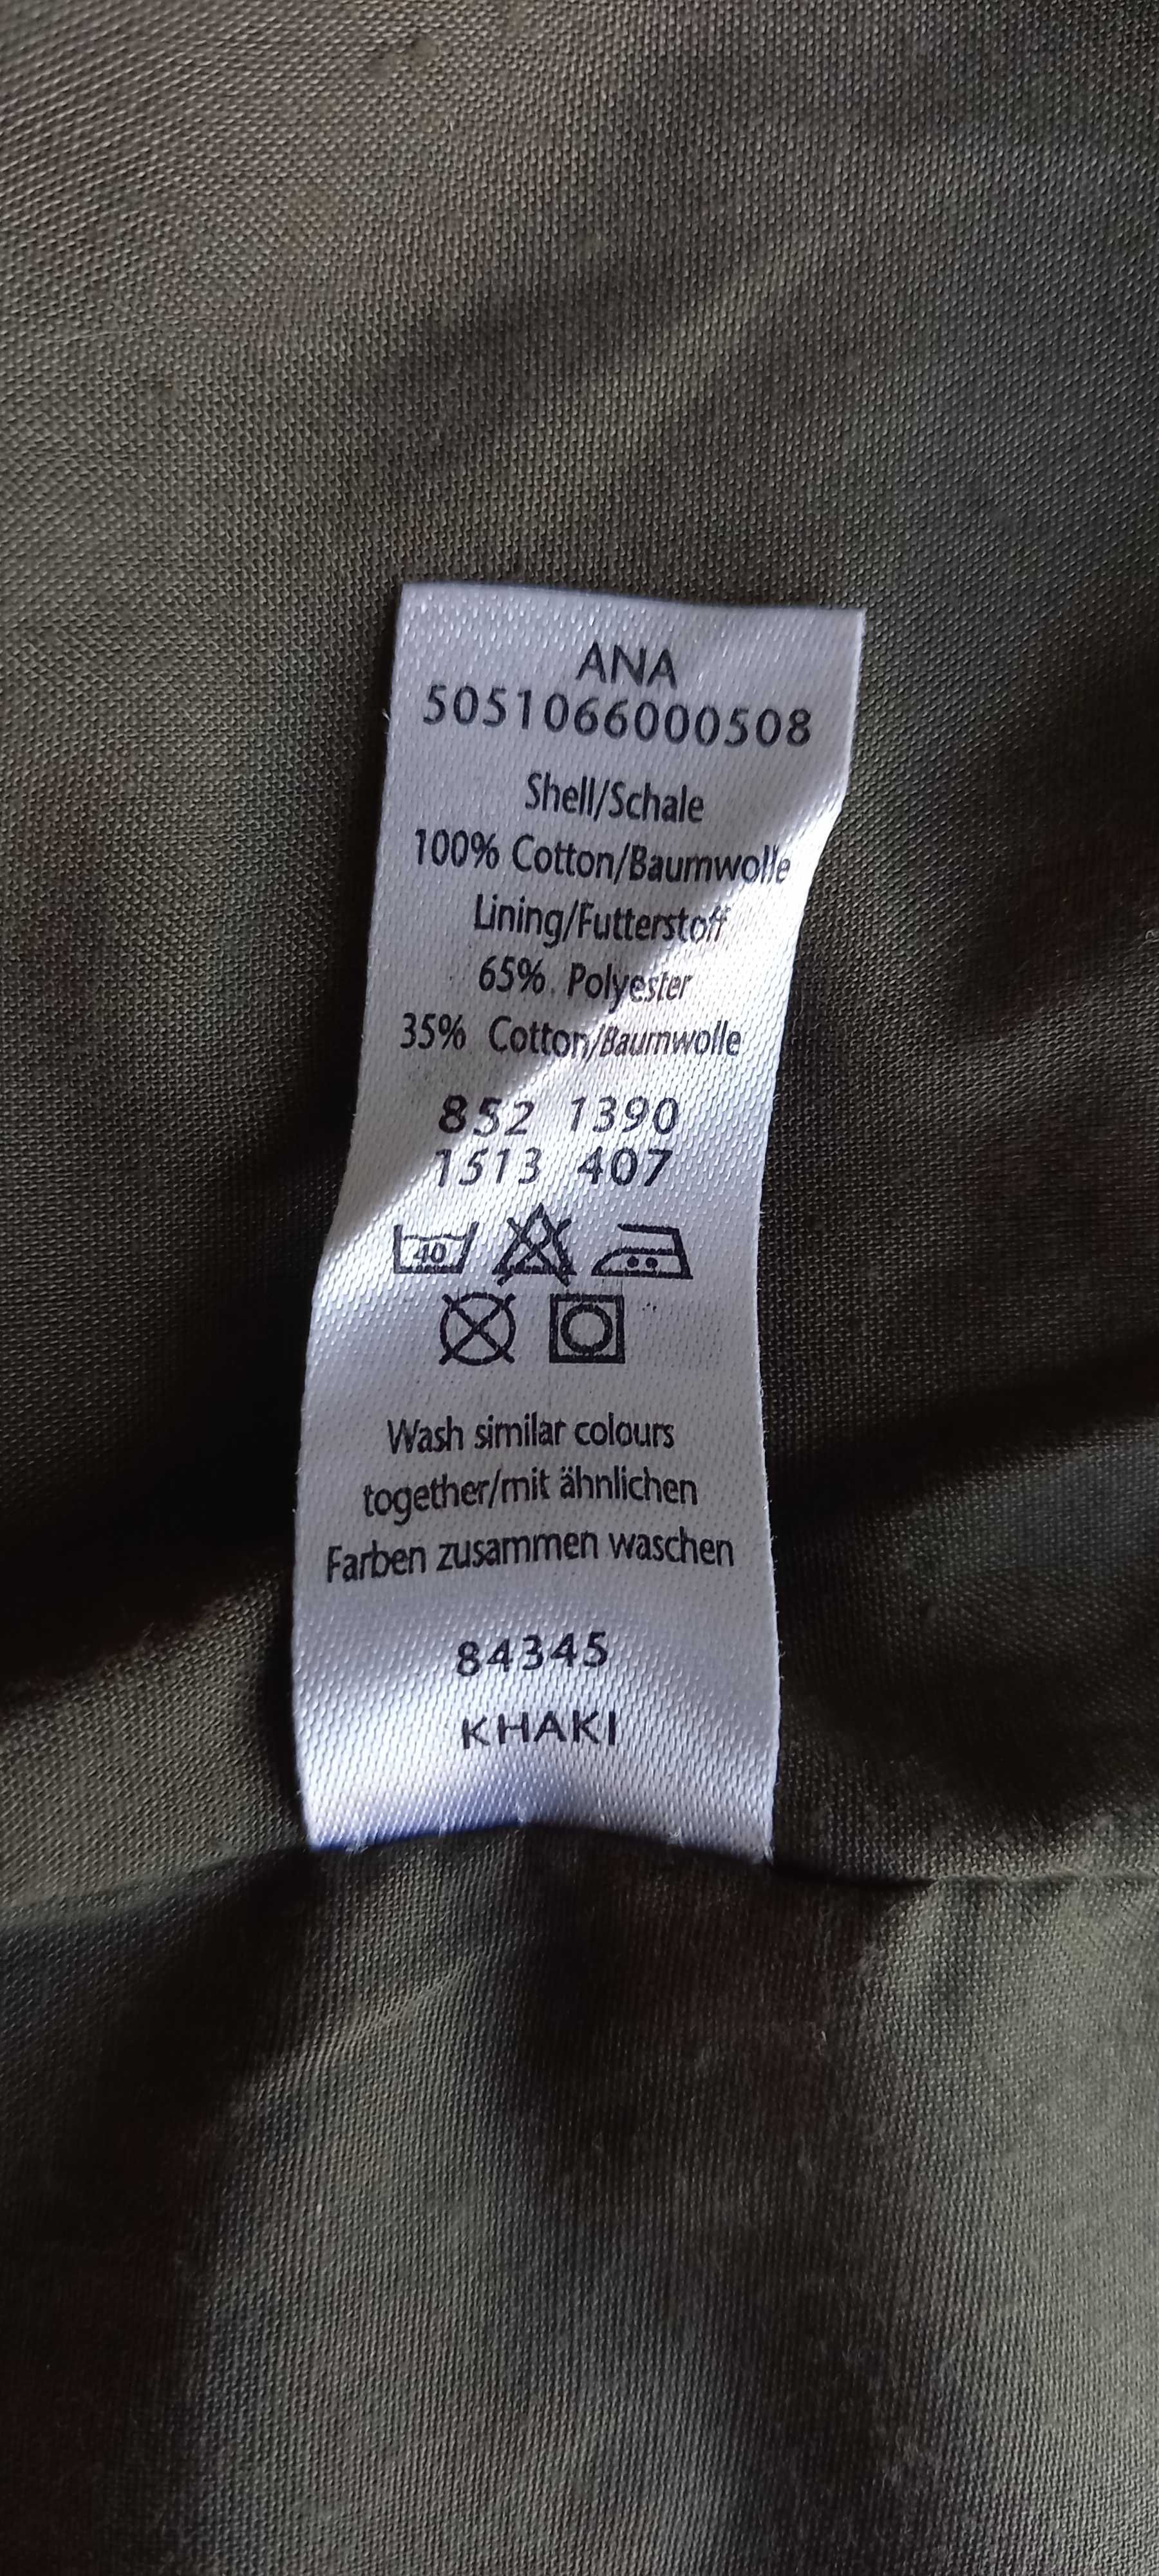 ANA
5051066000508
Shell/Schale
100% Cotton/Baumwolle
Lining/Futterstoff
65% Polyester
35% Cotton/Baumwolle
852 1390
1513 407
40
Wash similar colours
together/mit ähnlichen
Farben zusammen waschen
84345
KHAKI